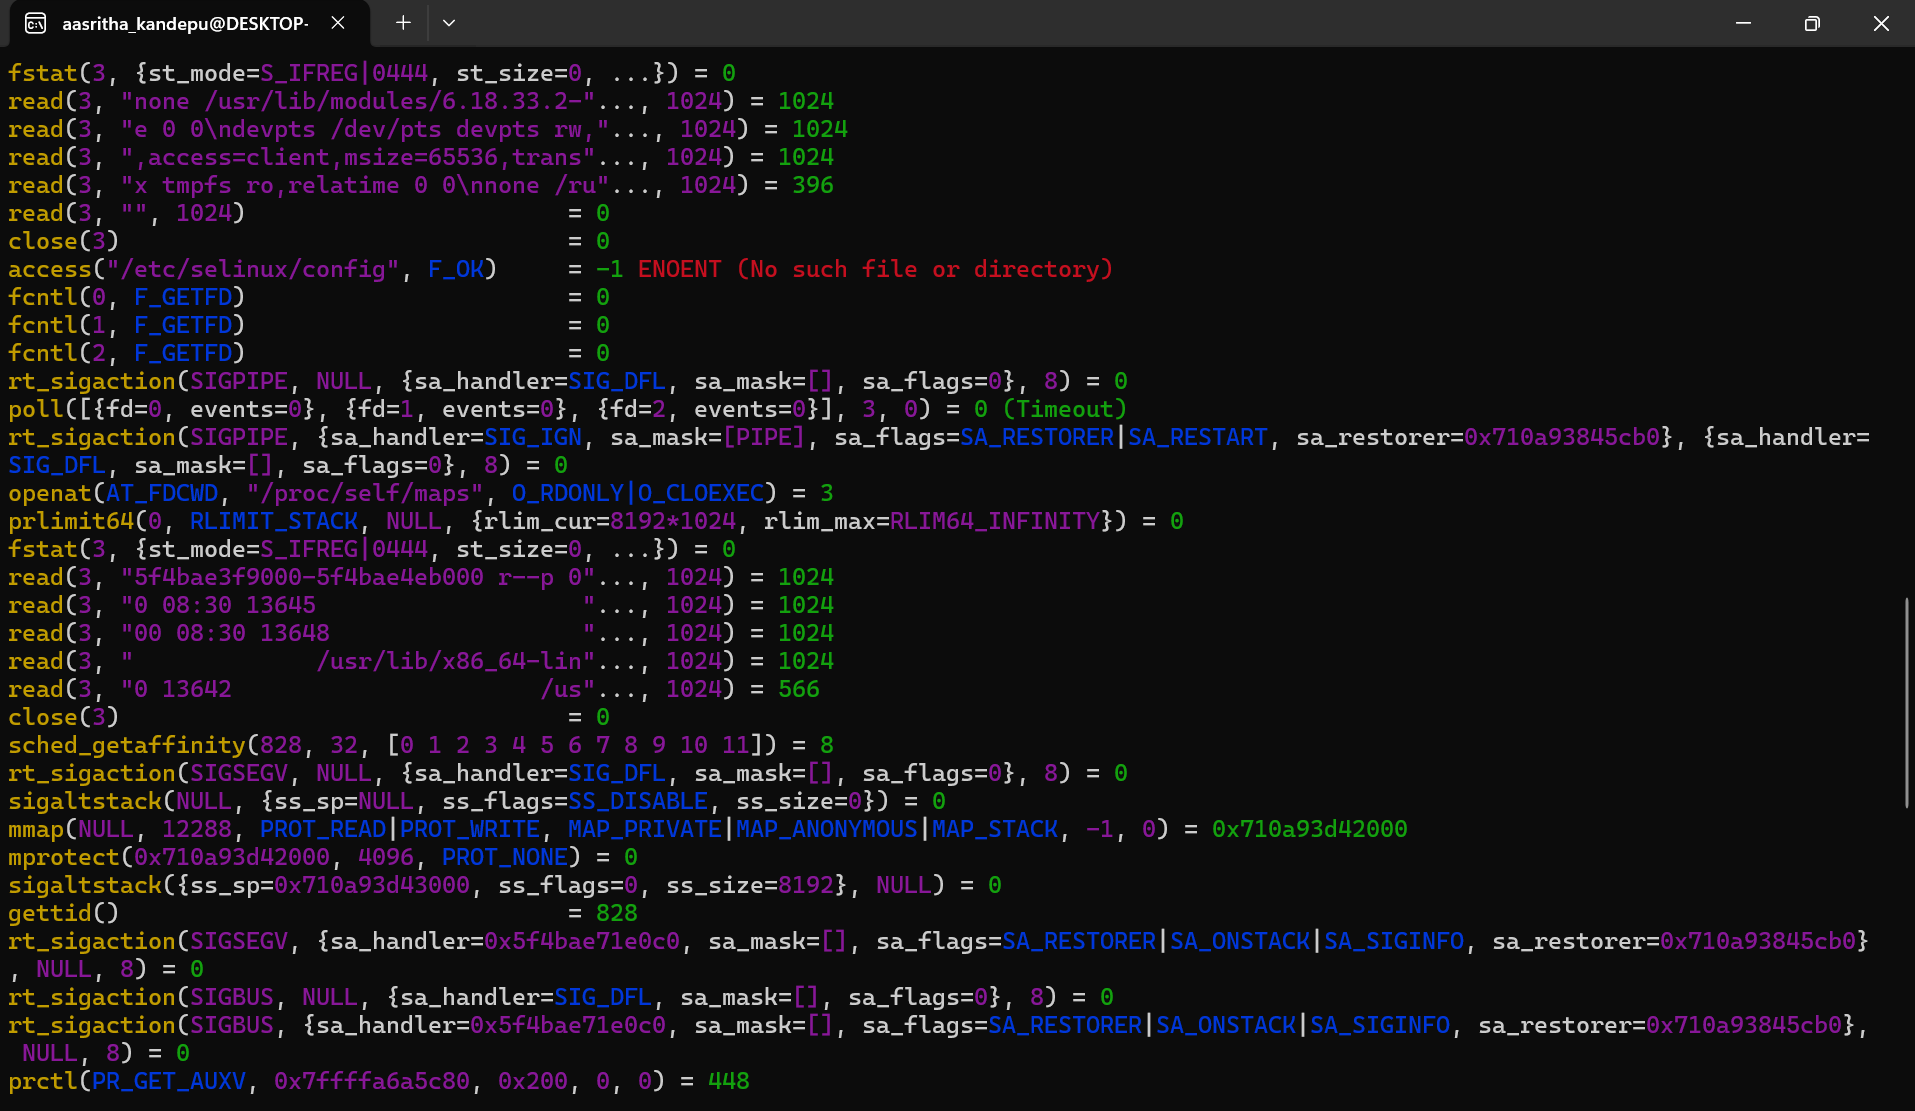 aasritha_kandepu@DESKTOP-
fstat(3, {st_mode=S_IFREG|0444, st_size=0, ...}) = 0
read(3, "none /usr/lib/modules/6.18.33.2-"..., 1024) = 1024
read(3, "e 0 0\ndevpts /dev/pts devpts rw,"..., 1024) = 1024
read(3, ",access=client,msize=65536,trans"..., 1024) = 1024
read(3, "x tmpfs ro,relatime 0 0\nnone /ru"..., 1024) = 396
read(3, "", 1024)                       = 0
close(3)                                = 0
access("/etc/selinux/config", F_OK)     = -1 ENOENT (No such file or directory)
fcntl(0, F_GETFD)                       = 0
fcntl(1, F_GETFD)                       = 0
fcntl(2, F_GETFD)                       = 0
rt_sigaction(SIGPIPE, NULL, {sa_handler=SIG_DFL, sa_mask=[], sa_flags=0}, 8) = 0
poll([{fd=0, events=0}, {fd=1, events=0}, {fd=2, events=0}], 3, 0) = 0 (Timeout)
rt_sigaction(SIGPIPE, {sa_handler=SIG_IGN, sa_mask=[PIPE], sa_flags=SA_RESTORER|SA_RESTART, sa_restorer=0x710a93845cb0}, {sa_handler=
SIG_DFL, sa_mask=[], sa_flags=0}, 8) = 0
openat(AT_FDCWD, "/proc/self/maps", O_RDONLY|O_CLOEXEC) = 3
prlimit64(0, RLIMIT_STACK, NULL, {rlim_cur=8192*1024, rlim_max=RLIM64_INFINITY}) = 0
fstat(3, {st_mode=S_IFREG|0444, st_size=0, ...}) = 0
read(3, "5f4bae3f9000-5f4bae4eb000 r--p 0"..., 1024) = 1024
read(3, "0 08:30 13645                   "..., 1024) = 1024
read(3, "00 08:30 13648                  "..., 1024) = 1024
read(3, "             /usr/lib/x86_64-lin"..., 1024) = 1024
read(3, "0 13642                      /us"..., 1024) = 566
close(3)                                = 0
sched_getaffinity(828, 32, [0 1 2 3 4 5 6 7 8 9 10 11]) = 8
rt_sigaction(SIGSEGV, NULL, {sa_handler=SIG_DFL, sa_mask=[], sa_flags=0}, 8) = 0
sigaltstack(NULL, {ss_sp=NULL, ss_flags=SS_DISABLE, ss_size=0}) = 0
mmap(NULL, 12288, PROT_READ|PROT_WRITE, MAP_PRIVATE|MAP_ANONYMOUS|MAP_STACK, -1, 0) = 0x710a93d42000
mprotect(0x710a93d42000, 4096, PROT_NONE) = 0
sigaltstack({ss_sp=0x710a93d43000, ss_flags=0, ss_size=8192}, NULL) = 0
gettid()                                = 828
rt_sigaction(SIGSEGV, {sa_handler=0x5f4bae71e0c0, sa_mask=[], sa_flags=SA_RESTORER|SA_ONSTACK|SA_SIGINFO, sa_restorer=0x710a93845cb0}
, NULL, 8) = 0
rt_sigaction(SIGBUS, NULL, {sa_handler=SIG_DFL, sa_mask=[], sa_flags=0}, 8) = 0
rt_sigaction(SIGBUS, {sa_handler=0x5f4bae71e0c0, sa_mask=[], sa_flags=SA_RESTORER|SA_ONSTACK|SA_SIGINFO, sa_restorer=0x710a93845cb0},
 NULL, 8) = 0
prctl(PR_GET_AUXV, 0x7ffffa6a5c80, 0x200, 0, 0) = 448